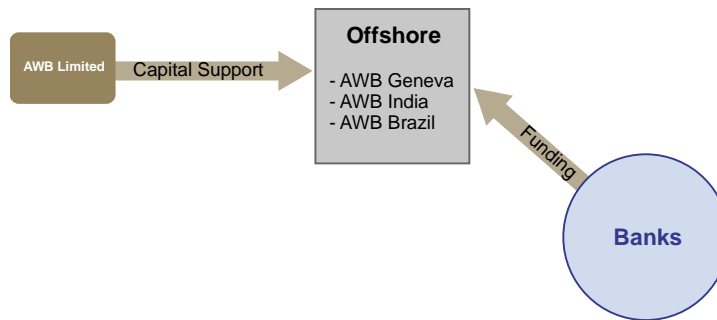 AWB Limited
Capital Support
Offshore
- AWB Geneva
- AWB India
- AWB Brazil
Funding
Banks